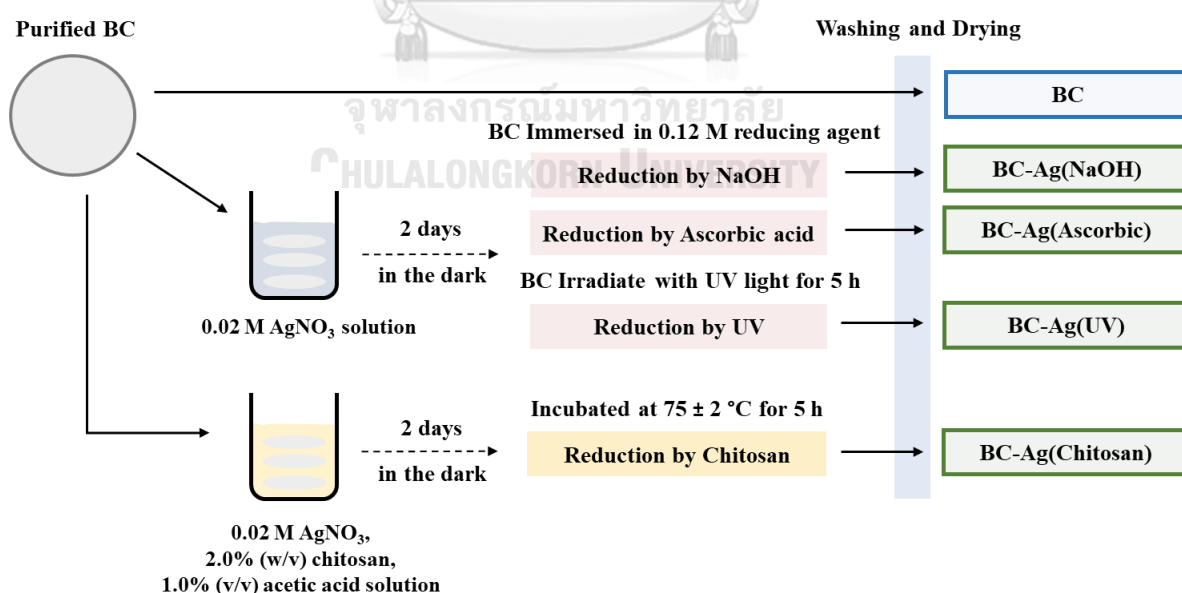 Purified BC
Washing and Drying
BC
จุฬาลงกรณ์มหาวิทยาลัย
BC Immersed in 0.12 M reducing agent
CHULALONGKORN UNIVERSITY
Reduction by NaOH
BC-Ag(NaOH)
2 days
in the dark
Reduction by Ascorbic acid
BC-Ag(Ascorbic)
BC Irradiate with UV light for 5 h
0.02 M AgNO₃ solution
Reduction by UV
BC-Ag(UV)
2 days
in the dark
Incubated at 75 ± 2 °C for 5 h
Reduction by Chitosan
BC-Ag(Chitosan)
0.02 M AgNO₃,
2.0% (w/v) chitosan,
1.0% (v/v) acetic acid solution